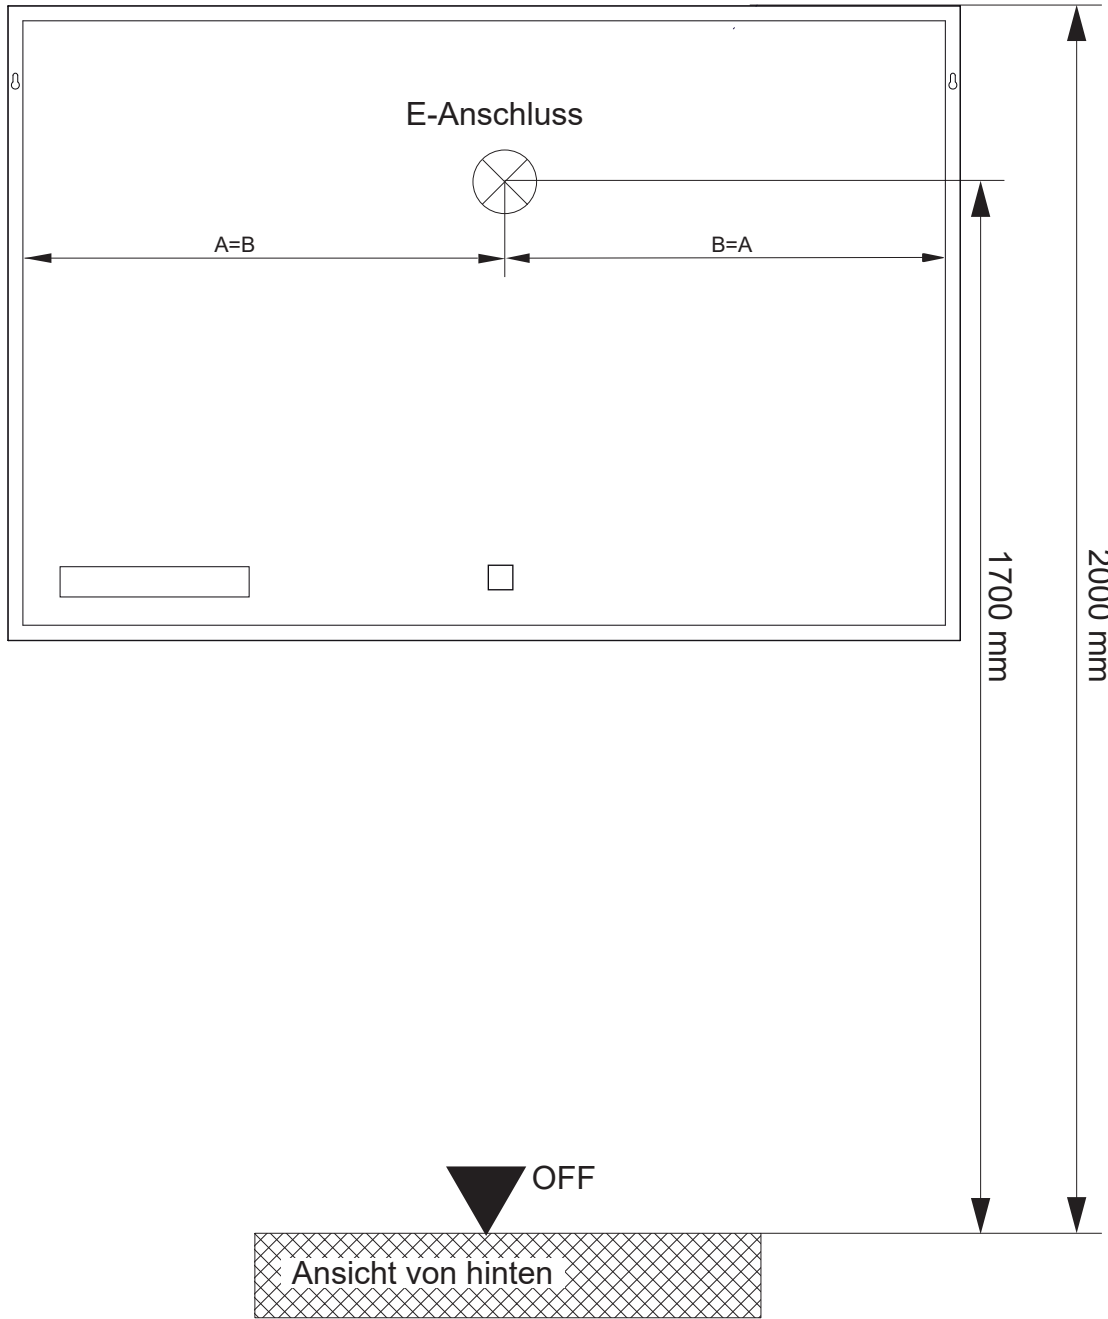 E-Anschluss
A=B
B=A
1700 mm
2000 mm
OFF
Ansicht von hinten